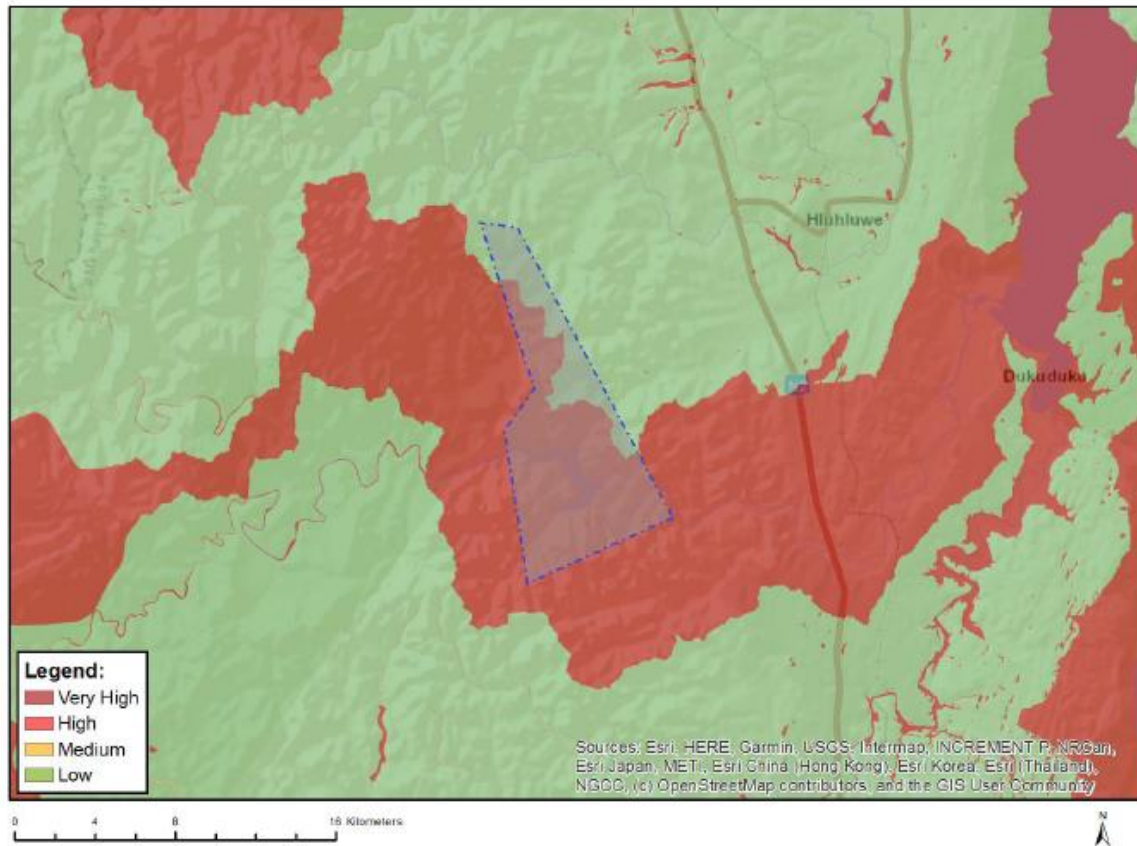 Hluhluwe
Dukuduku
Legend:
Very High
High
Medium
Low
Sources: Esri, HERE, Garmin, USGS, Intermap, INCREMENT P, NRCan,
Esri Japan, METI, Esri China (Hong Kong), Esri Korea, Esri (Thailand),
NGCC, (c) OpenStreetMap contributors, and the GIS User Community
0 4 8 16 Kilometers
N